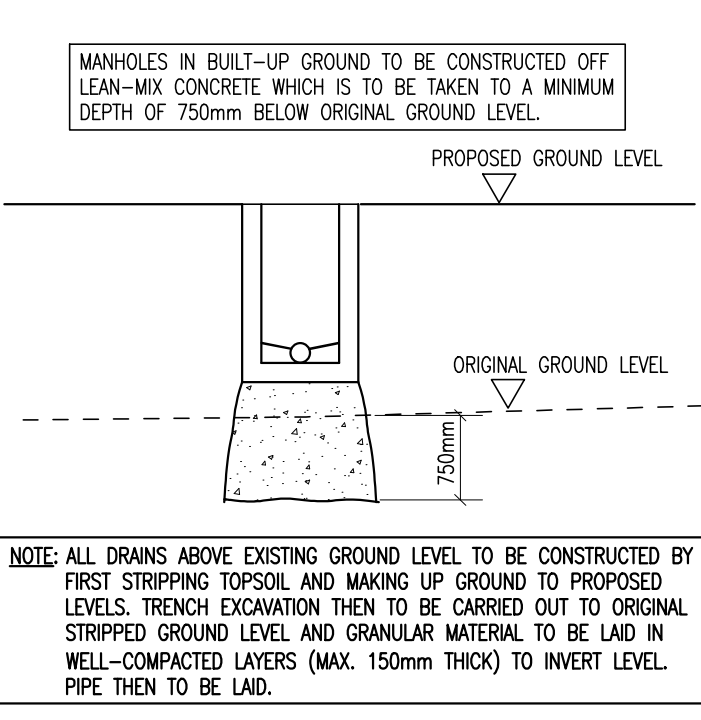 MANHOLES IN BUILT-UP GROUND TO BE CONSTRUCTED OFF
LEAN-MIX CONCRETE WHICH IS TO BE TAKEN TO A MINIMUM
DEPTH OF 750mm BELOW ORIGINAL GROUND LEVEL.
PROPOSED GROUND LEVEL
ORIGINAL GROUND LEVEL
750mm
NOTE: ALL DRAINS ABOVE EXISTING GROUND LEVEL TO BE CONSTRUCTED BY
FIRST STRIPPING TOPSOIL AND MAKING UP GROUND TO PROPOSED
LEVELS. TRENCH EXCAVATION THEN TO BE CARRIED OUT TO ORIGINAL
STRIPPED GROUND LEVEL AND GRANULAR MATERIAL TO BE LAID IN
WELL-COMPACTED LAYERS (MAX. 150mm THICK) TO INVERT LEVEL.
PIPE THEN TO BE LAID.